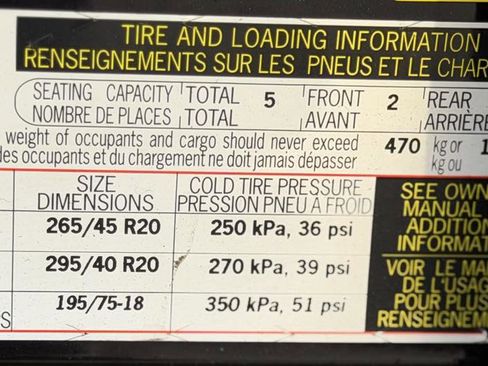 TIRE AND LOADING INFORMATION
RENSEIGNEMENTS SUR LES PNEUS ET LE CHAR
SEATING CAPACITY TOTAL 5 FRONT 2 REAR
NOMBRE DE PLACES TOTAL AVANT ARRIÈRE
weight of occupants and cargo should never exceed 470 kg or 1
des occupants et du chargement ne doit jamais dépasser kg ou
SIZE COLD TIRE PRESSURE SEE OWN
DIMENSIONS PRESSION PNEU A FROID MANUAL
265/45 R20 250 kPa, 36 psi ADDITION
INFORMAT
295/40 R20 270 kPa, 39 psi VOIR LE MA
DE L'USAG
195/75-18 350 kPa, 51 psi POUR PLUS
S RENSEIGNEM